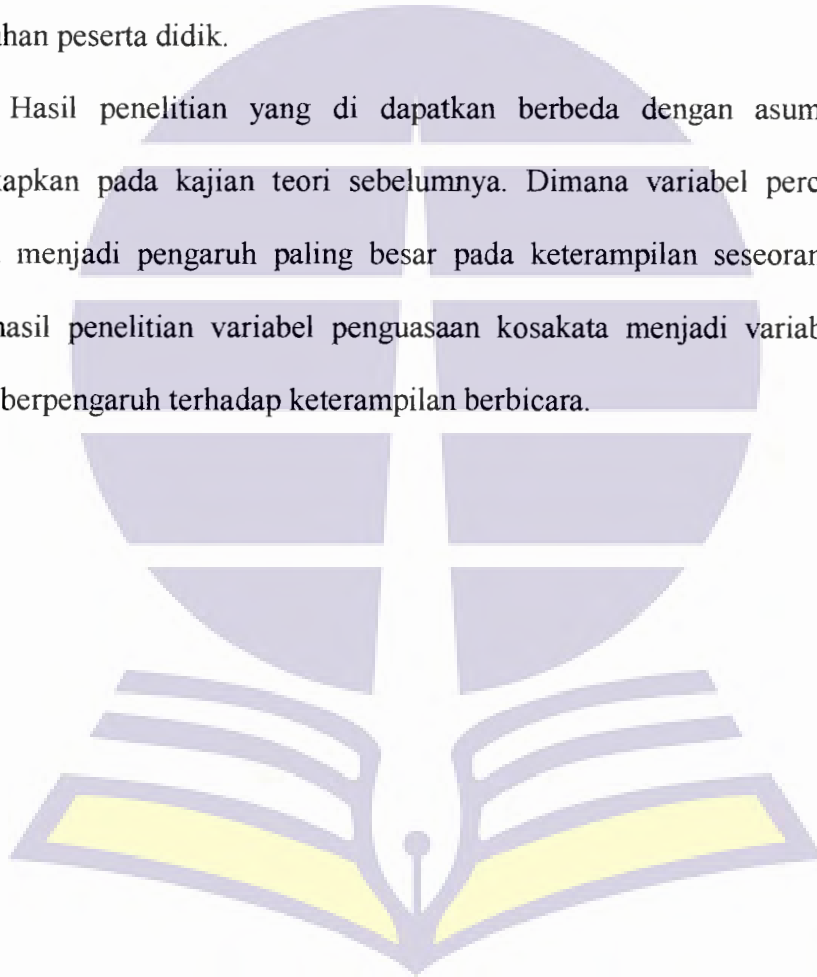 han peserta didik.
Hasil penelitian yang di dapatkan berbeda dengan asum
apkan pada kajian teori sebelumnya. Dimana variabel perc
menjadi pengaruh paling besar pada keterampilan seseoran
hasil penelitian variabel penguasaan kosakata menjadi variab
berpengaruh terhadap keterampilan berbicara.